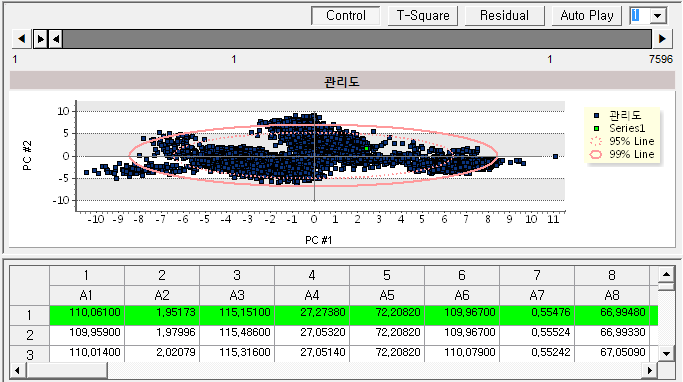 Control T-Square Residual Auto Play 1
1 1 1 7596
관리도
10
5
0
-5
-10
PC #2
-10 -9 -8 -7 -6 -5 -4 -3 -2 -1 0 1 2 3 4 5 6 7 8 9 10 11
PC #1
관리도
Series1
95% Line
99% Line
1 2 3 4 5 6 7 8
A1 A2 A3 A4 A5 A6 A7 A8
1 110,06100 1,95173 115,15100 27,27380 72,20820 109,96700 0,55476 66,99480
2 109,95900 1,97996 115,48600 27,05320 72,20820 109,96700 0,55524 66,99330
3 110,01400 2,02079 115,31600 27,05140 72,20820 110,07900 0,55242 67,05090